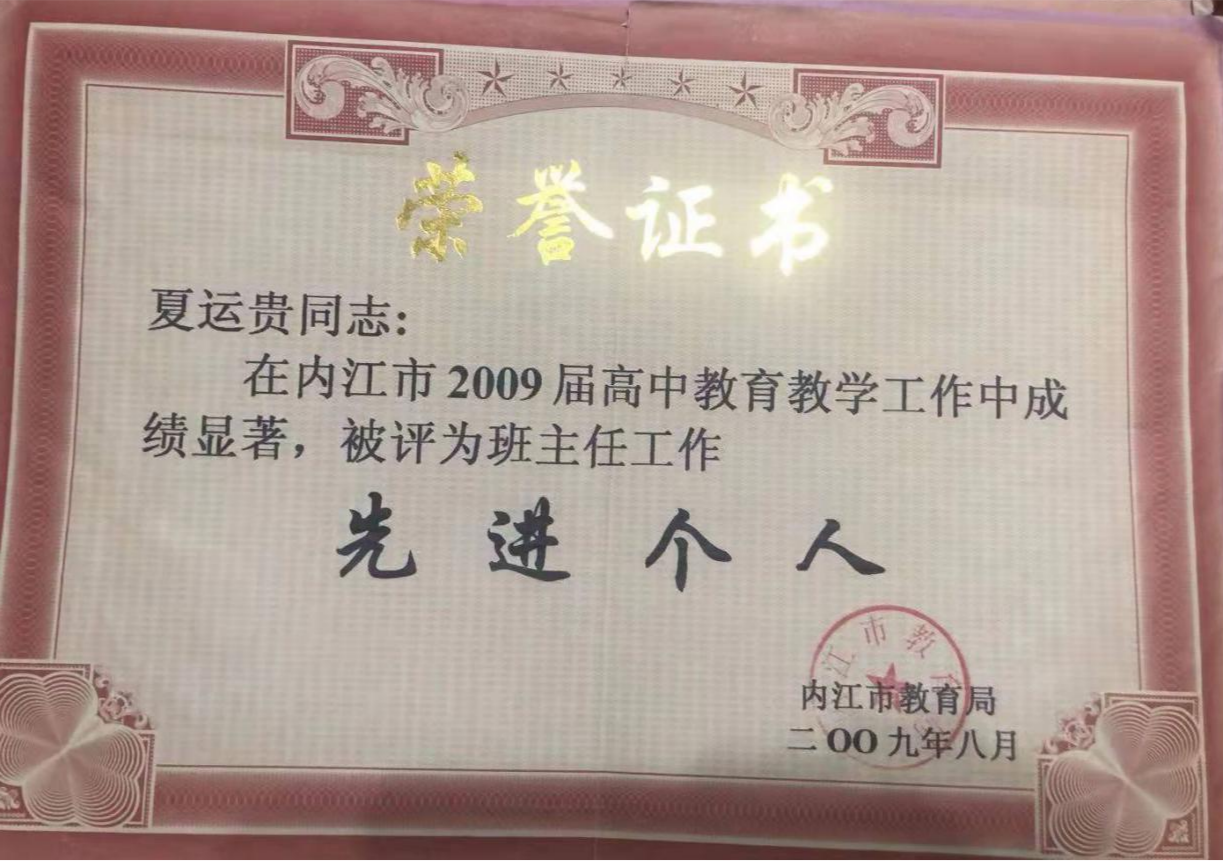 荣誉证书
夏运贵同志:
在内江市2009届高中教育教学工作中成
绩显著，被评为班主任工作
先进个人
内江市教育局
二OO九年八月